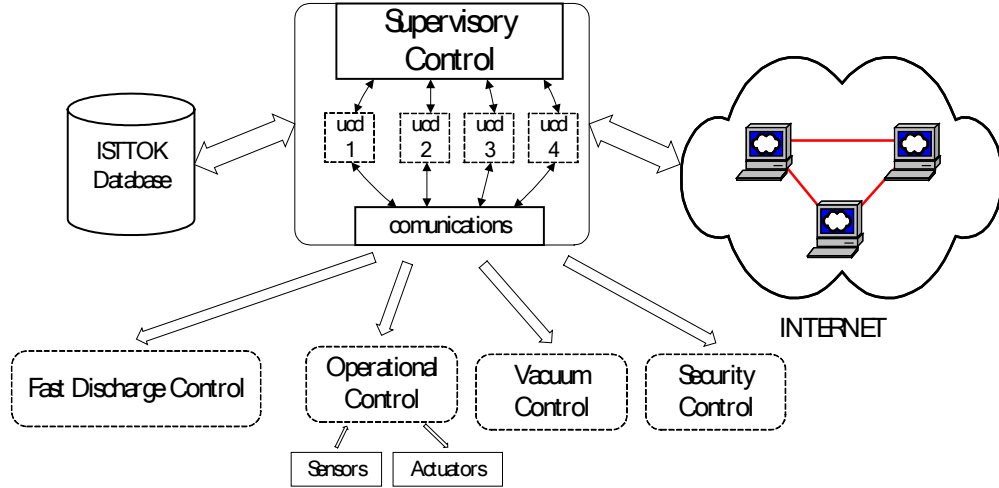 Supervisory
Control
ucd
1
ucd
2
ucd
3
ucd
4
ISTTOK
Database
comunications
INTERNET
Fast Discharge Control
Operational
Control
Vacuum
Control
Security
Control
Sensors
Actuators